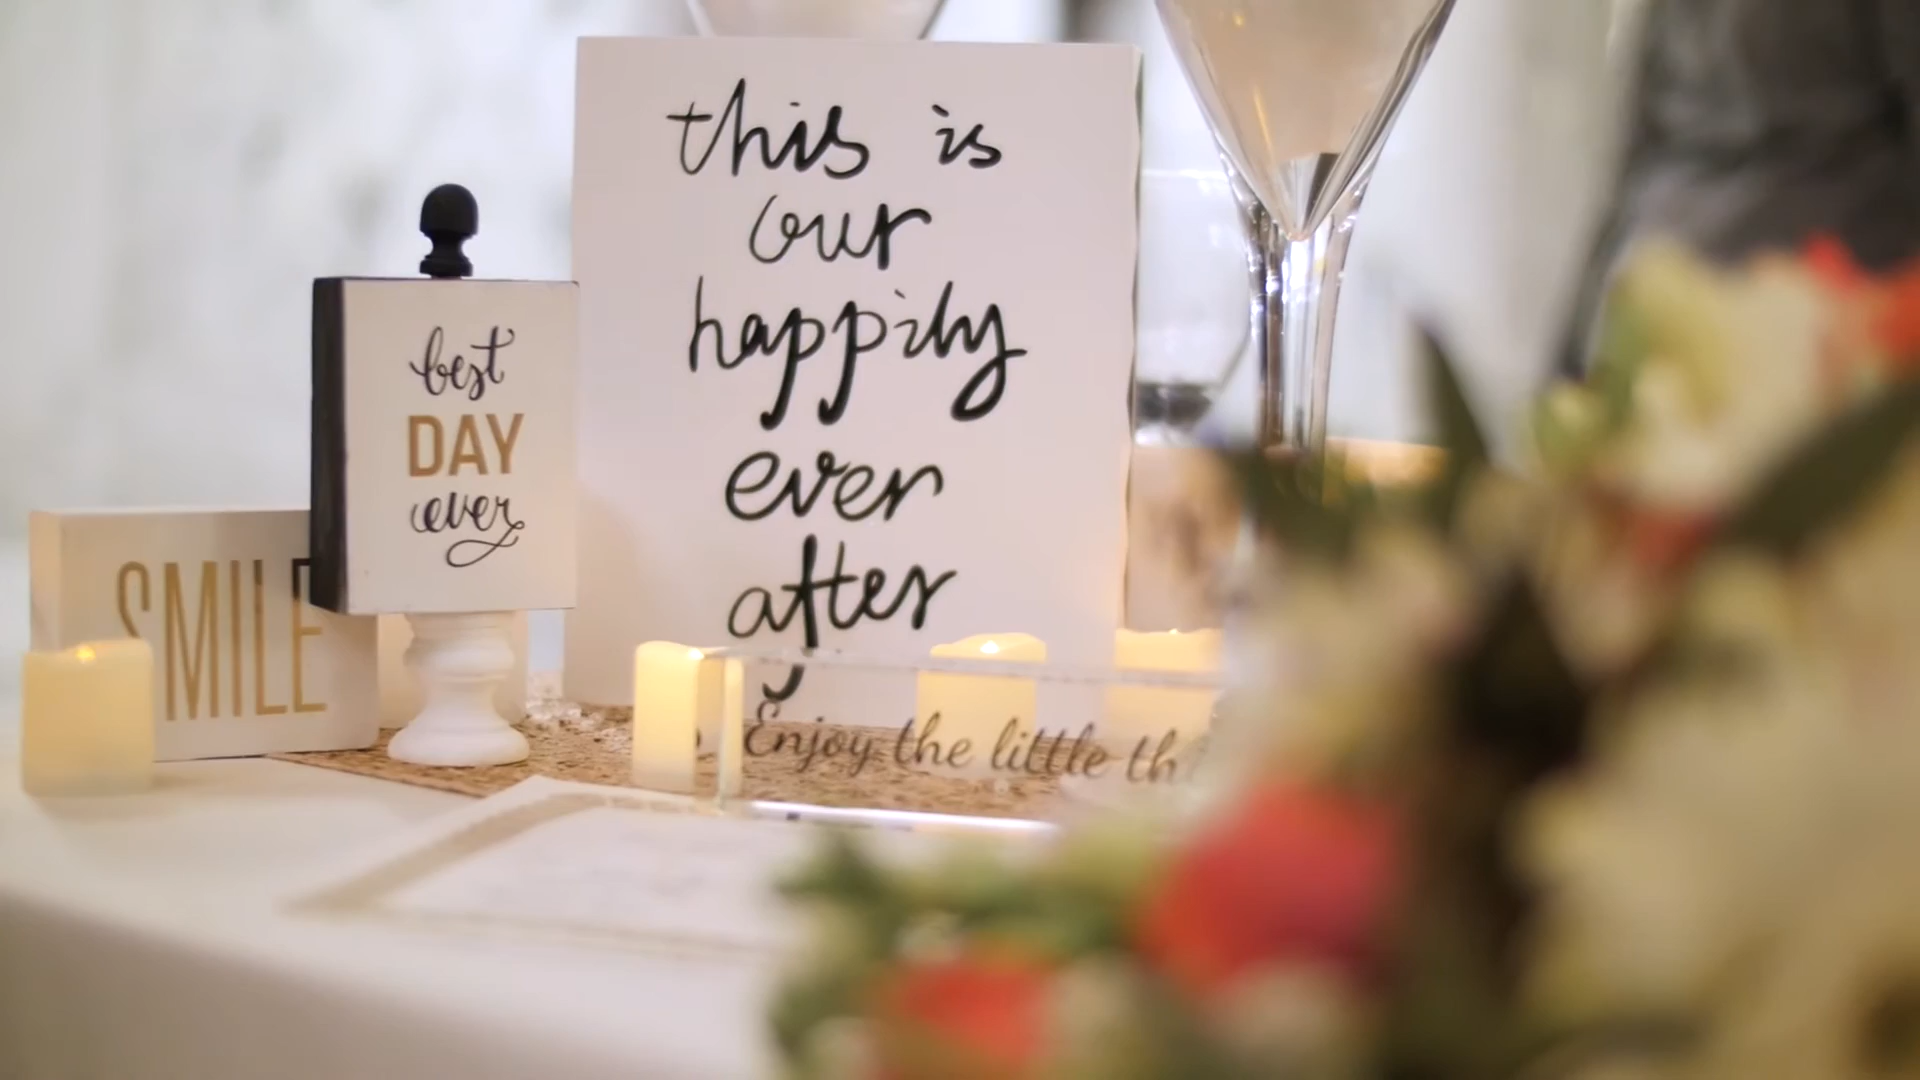 this is
our
happily
ever
after
best
DAY
ever
SMILE
Enjoy the little